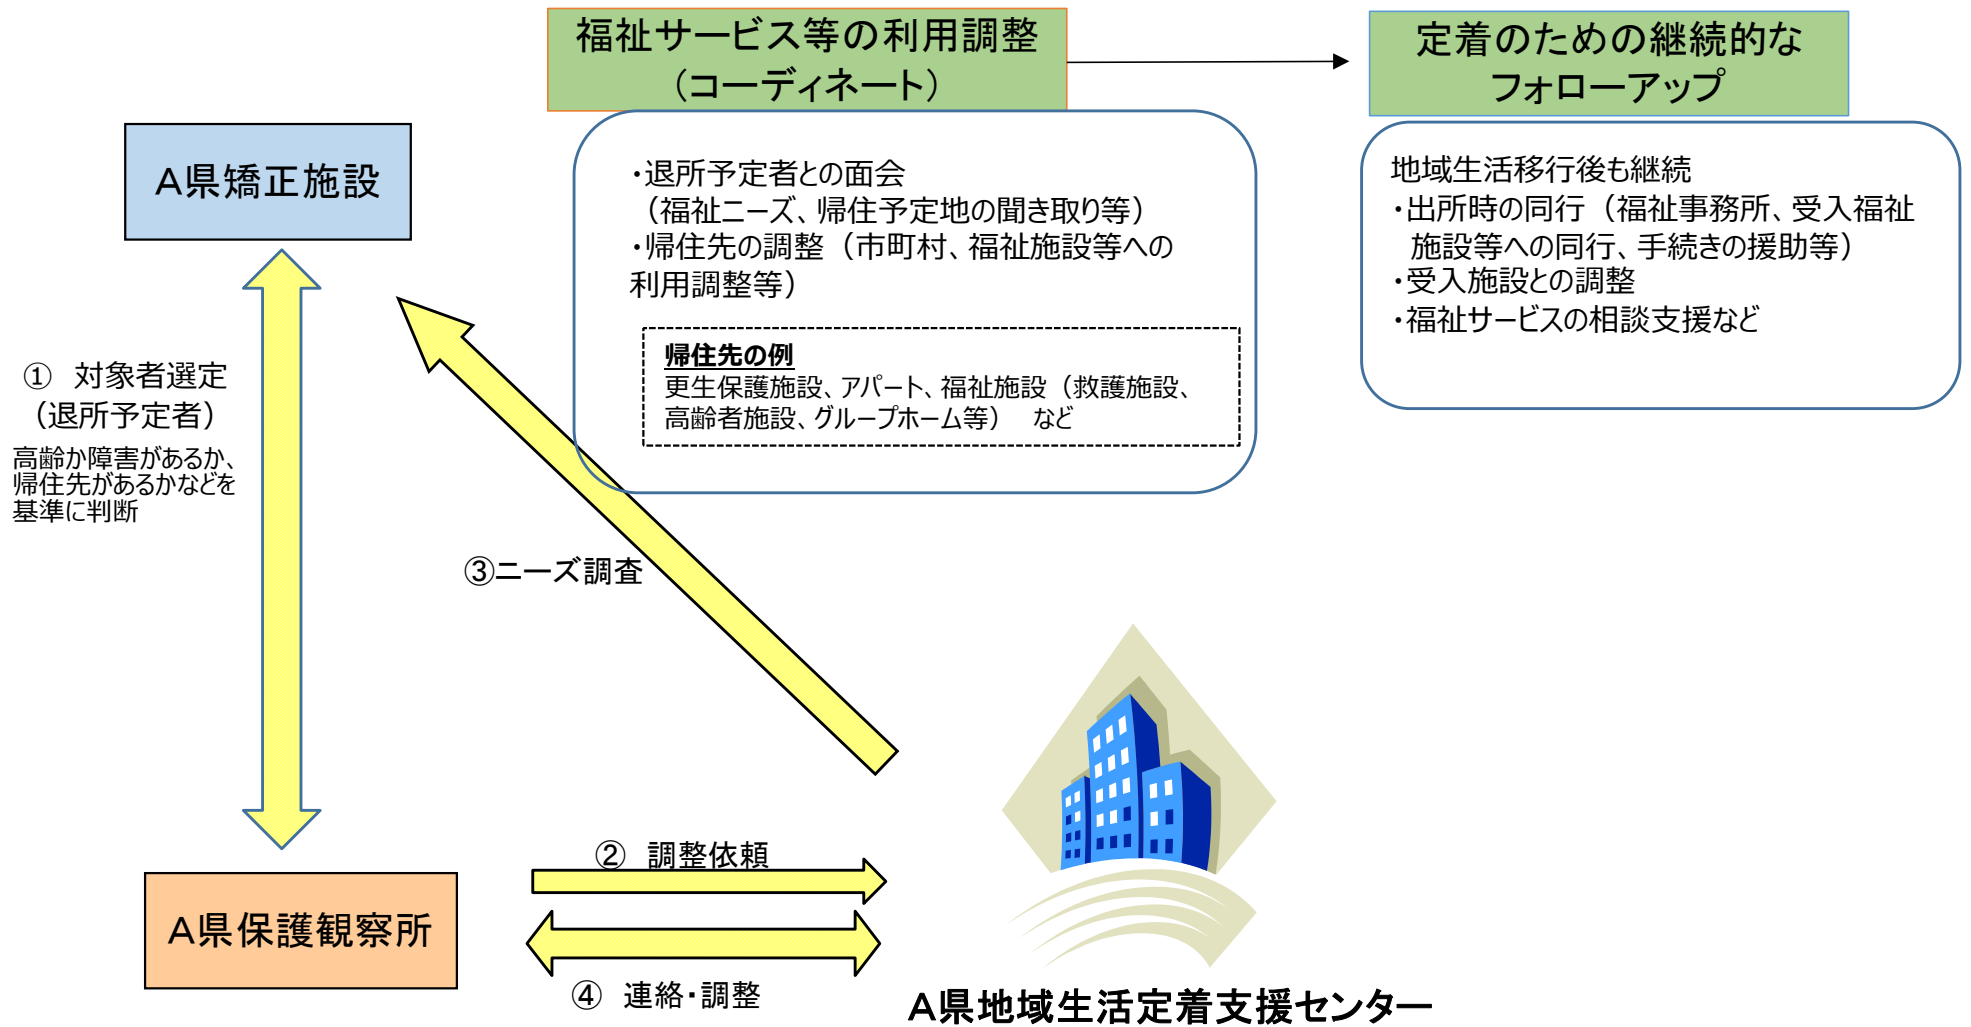 福祉サービス等の利用調整
（コーディネート）
定着のための継続的な
フォローアップ
A県矯正施設
・退所予定者との面会
（福祉ニーズ、帰住予定地の聞き取り等）
・帰住先の調整（市町村、福祉施設等への
利用調整等）
帰住先の例
更生保護施設、アパート、福祉施設（救護施設、
高齢者施設、グループホーム等）　など
地域生活移行後も継続
・出所時の同行（福祉事務所、受入福祉
施設等への同行、手続きの援助等）
・受入施設との調整
・福祉サービスの相談支援など
①　対象者選定
（退所予定者）
高齢か障害があるか、
帰住先があるかなどを
基準に判断
③ニーズ調査
②　調整依頼
A県保護観察所
④　連絡・調整
A県地域生活定着支援センター